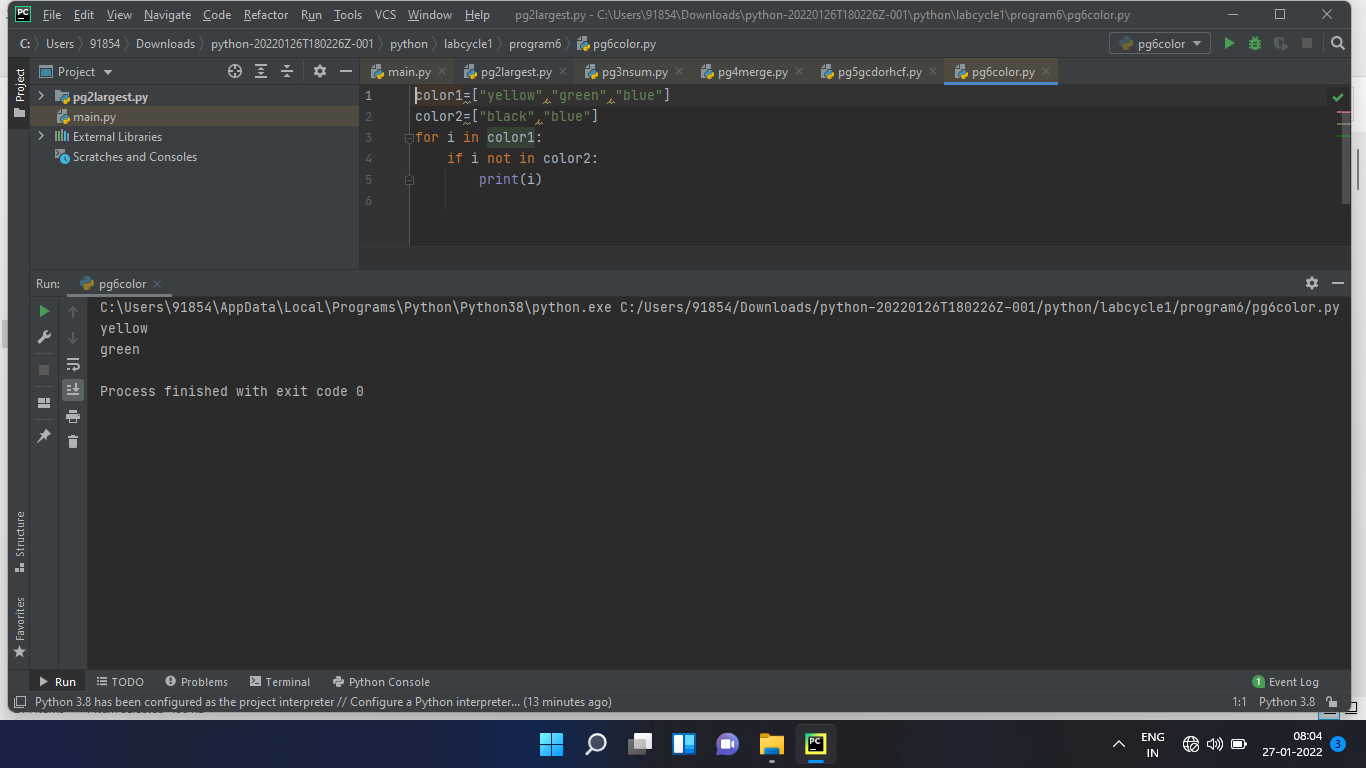 PC File Edit View Navigate Code Refactor Run Tools VCS Window Help pg2largest.py - C:\Users\91854\Downloads\python-20220126T180226Z-001\python\labcycle1\program6\pg6color.py
C: Users 91854 Downloads python-20220126T180226Z-001 python labcycle1 program6 pg6color.py pg6color
Project
Project
main.py pg2largest.py pg3nsum.py pg4merge.py pg5gcdorhcf.py pg6color.py
pg2largest.py
main.py
External Libraries
Scratches and Consoles
1 color1=["yellow","green","blue"]
2 color2=["black","blue"]
3 for i in color1:
4 if i not in color2:
5 print(i)
6
Run: pg6color
C:\Users\91854\AppData\Local\Programs\Python\Python38\python.exe C:/Users/91854/Downloads/python-20220126T180226Z-001/python/labcycle1/program6/pg6color.py
yellow
green
Process finished with exit code 0
Structure
Favorites
Run TODO Problems Terminal Python Console 1 Event Log
Python 3.8 has been configured as the project interpreter // Configure a Python interpreter... (13 minutes ago) 1:1 Python 3.8
PC
ENG
IN
08:04
27-01-2022
3